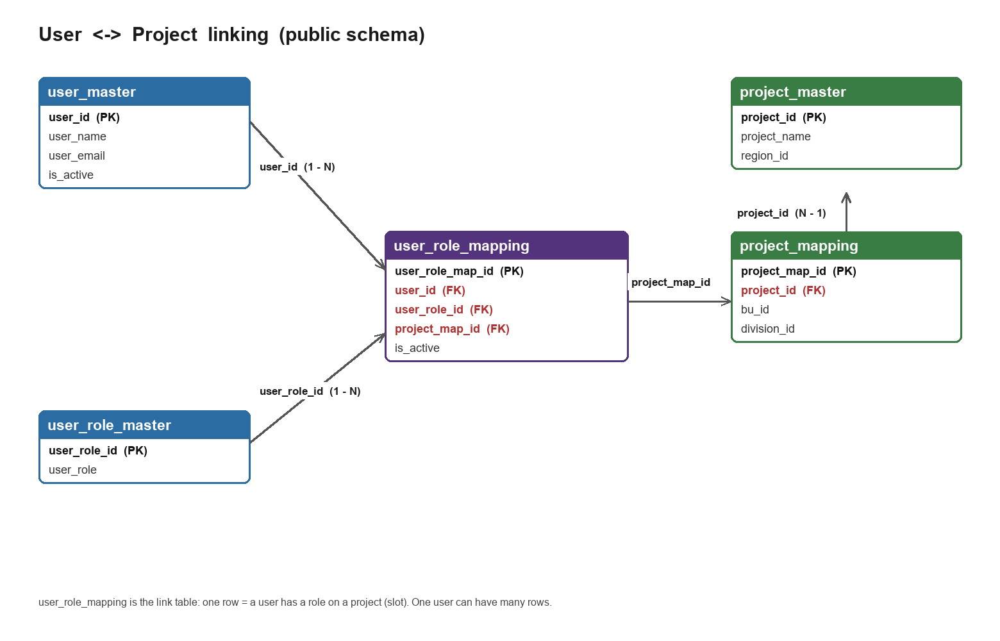 User <-> Project linking (public schema)
user_master
user_id (PK)
user_name
user_email
is_active
user_id (1 - N)
user_role_master
user_role_id (PK)
user_role
user_role_id (1 - N)
user_role_mapping
user_role_map_id (PK)
user_id (FK)
user_role_id (FK)
project_map_id (FK)
is_active
project_map_id
project_master
project_id (PK)
project_name
region_id
project_id (N - 1)
project_mapping
project_map_id (PK)
project_id (FK)
bu_id
division_id
user_role_mapping is the link table: one row = a user has a role on a project (slot). One user can have many rows.